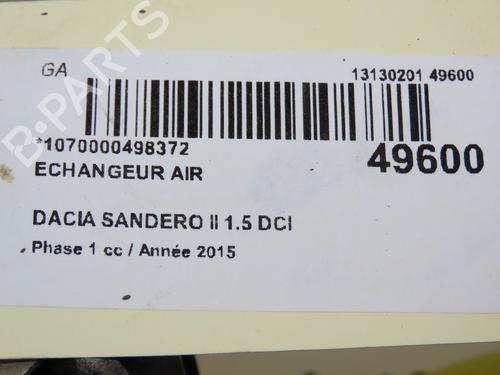 GA
13130201 49600
*1070000498372
49600
ECHANGEUR AIR
DACIA SANDERO II 1.5 DCI
Phase 1 cc / Année 2015
B-PARTS